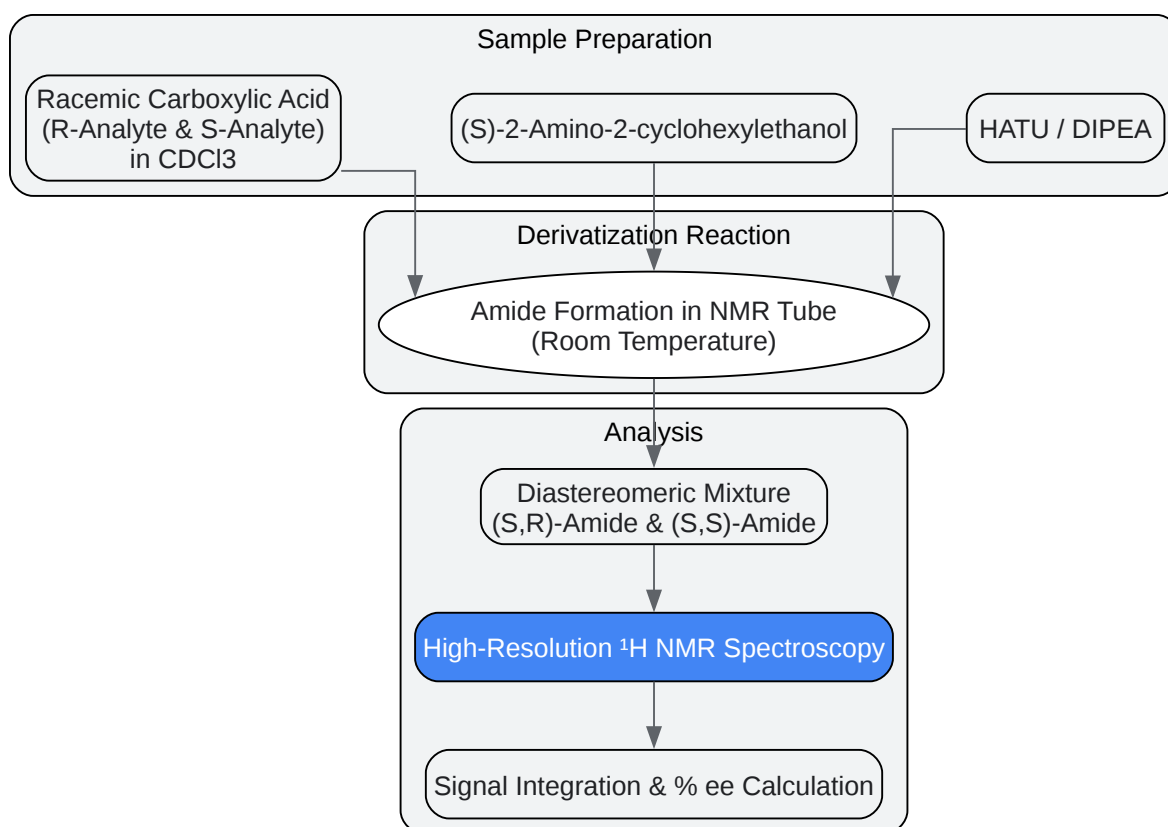 Sample Preparation
Racemic Carboxylic Acid
(R-Analyte & S-Analyte)
in CDCl3
(S)-2-Amino-2-cyclohexylethanol
HATU / DIPEA
Derivatization Reaction
Amide Formation in NMR Tube
(Room Temperature)
Analysis
Diastereomeric Mixture
(S,R)-Amide & (S,S)-Amide
High-Resolution ¹H NMR Spectroscopy
Signal Integration & % ee Calculation